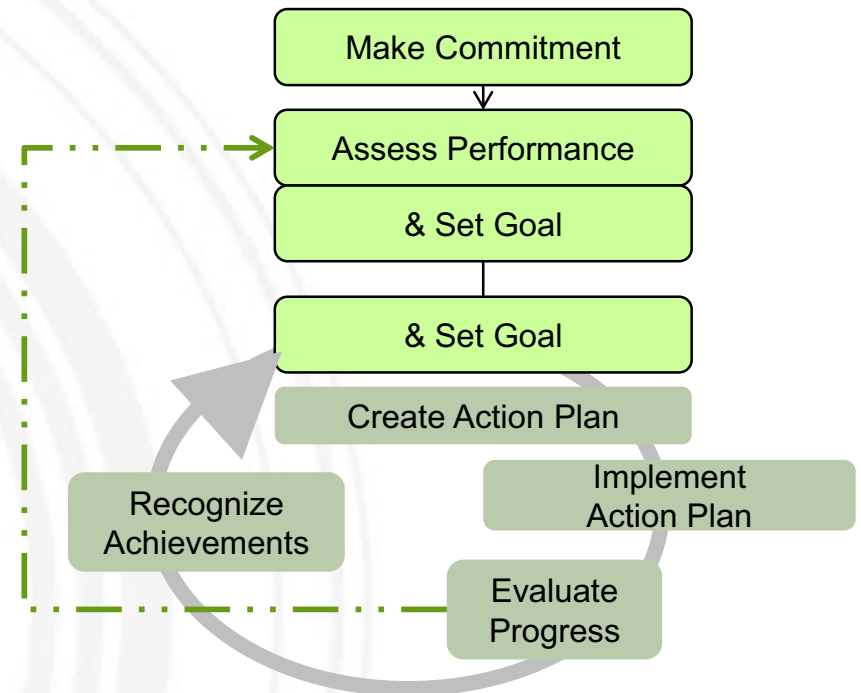 Make Commitment
Assess Performance
& Set Goal
& Set Goal
Create Action Plan
Implement
Action Plan
Recognize
Achievements
Evaluate
Progress